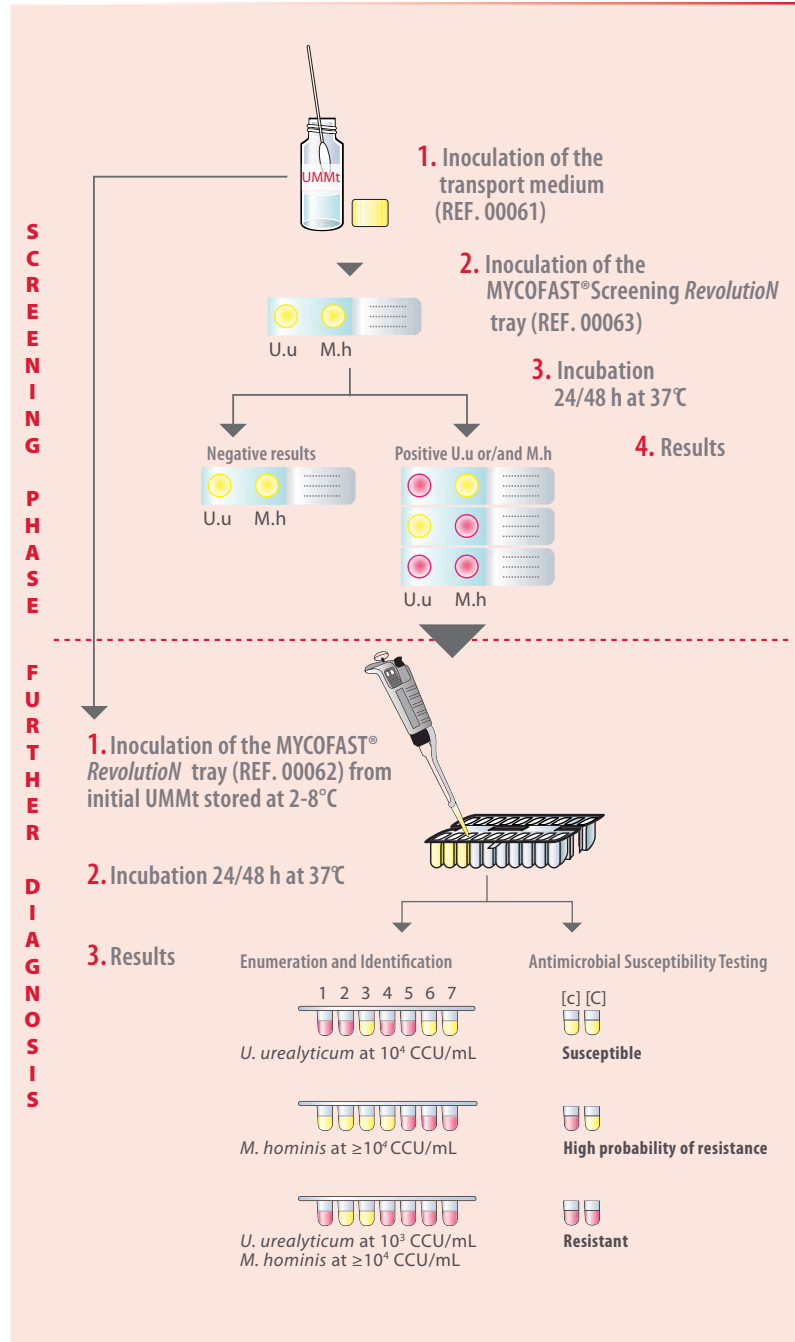 SCREENING PHASE
UMMt
1. Inoculation of the
transport medium
(REF. 00061)
2. Inoculation of the
MYCOFAST®Screening RevolutioN
tray (REF. 00063)
U.u M.h
3. Incubation
24/48 h at 37℃
4. Results
Negative results
U.u M.h
Positive U.u or/and M.h
U.u M.h
FURTHER DIAGNOSIS
1. Inoculation of the MYCOFAST®
RevolutioN tray (REF. 00062) from
initial UMMt stored at 2-8°C
2. Incubation 24/48 h at 37℃
3. Results
Enumeration and Identification
1 2 3 4 5 6 7
U. urealyticum at 10⁴ CCU/mL
M. hominis at ≥10⁴ CCU/mL
U. urealyticum at 10³ CCU/mL
M. hominis at ≥10⁴ CCU/mL
Antimicrobial Susceptibility Testing
[c] [C]
Susceptible
High probability of resistance
Resistant